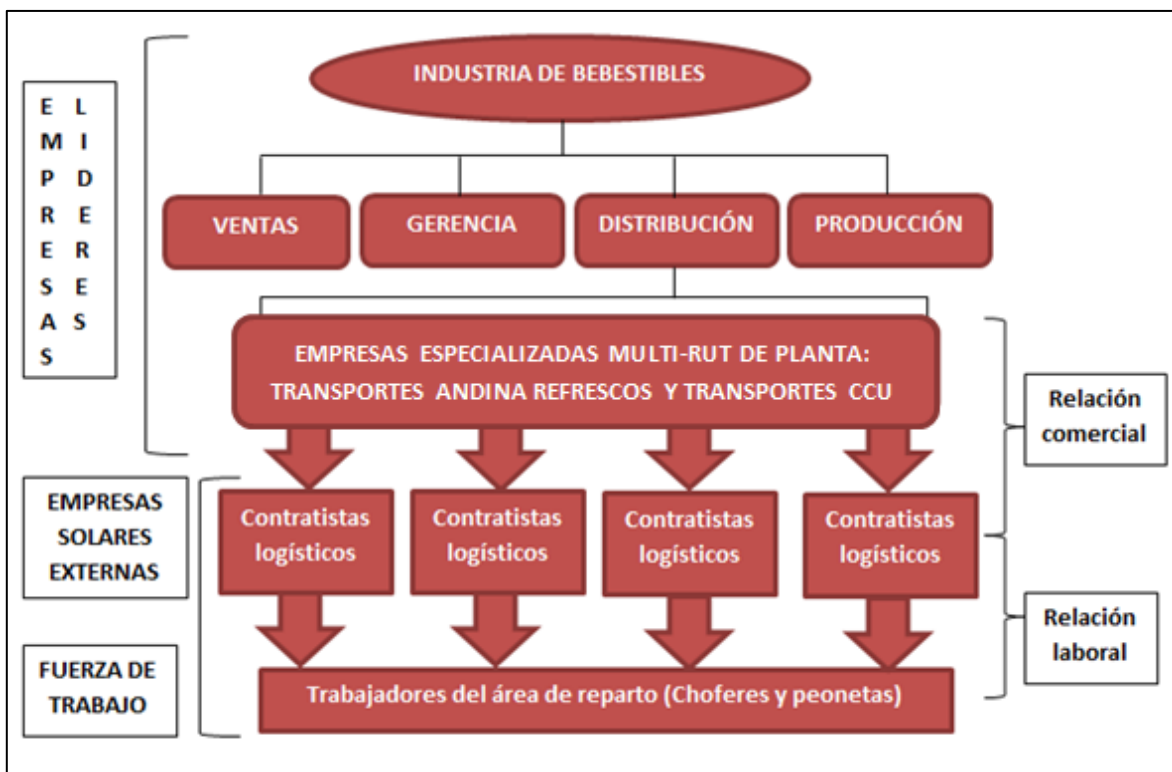 INDUSTRIA DE BEBESTIBLES
EMPRESAS
LIDERES
VENTAS
GERENCIA
DISTRIBUCIÓN
PRODUCCIÓN
EMPRESAS ESPECIALIZADAS MULTI-RUT DE PLANTA:
TRANSPORTES ANDINA REFRESCOS Y TRANSPORTES CCU
Relación
comercial
EMPRESAS
SOLARES
EXTERNAS
Contratistas
logísticos
Contratistas
logísticos
Contratistas
logísticos
Contratistas
logísticos
Relación
laboral
FUERZA DE
TRABAJO
Trabajadores del área de reparto (Choferes y peonetas)